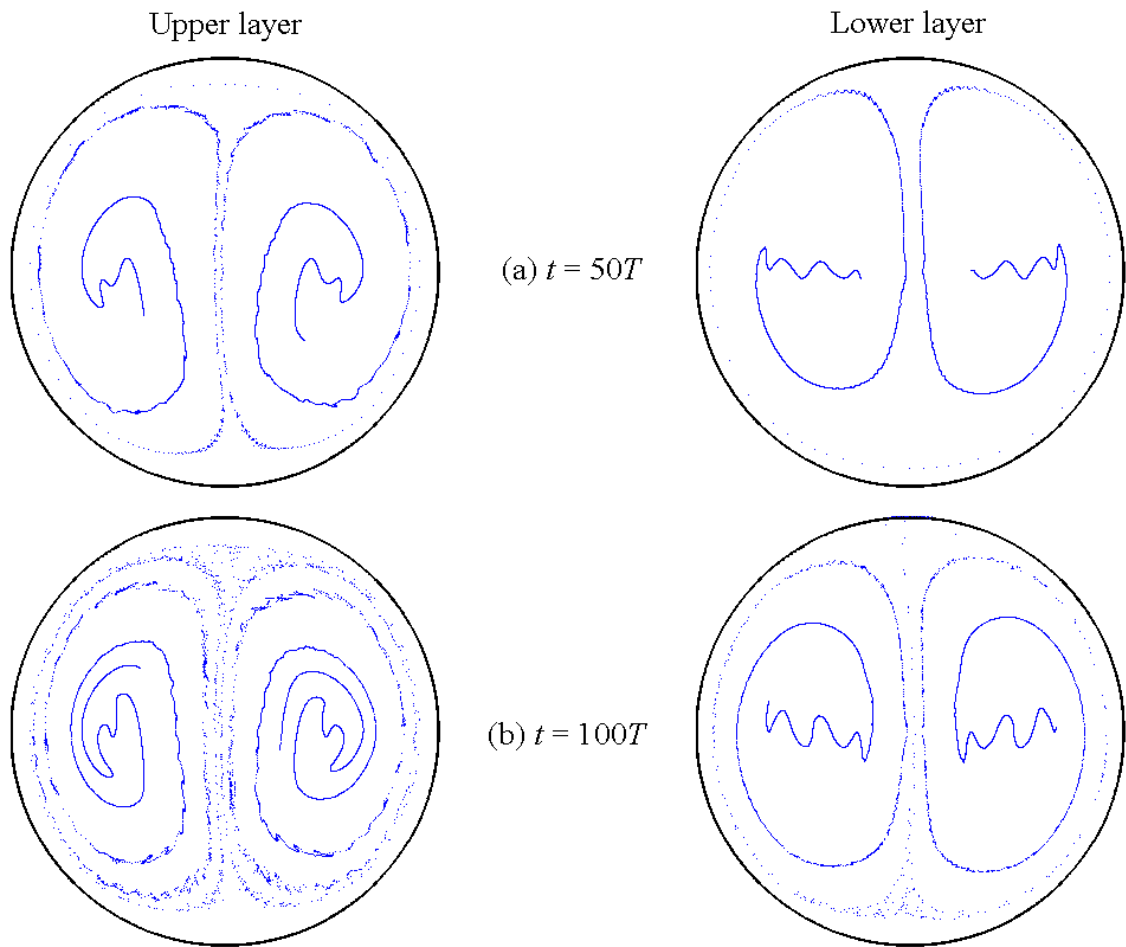 Upper layer
Lower layer
(a) t = 50T
(b) t = 100T